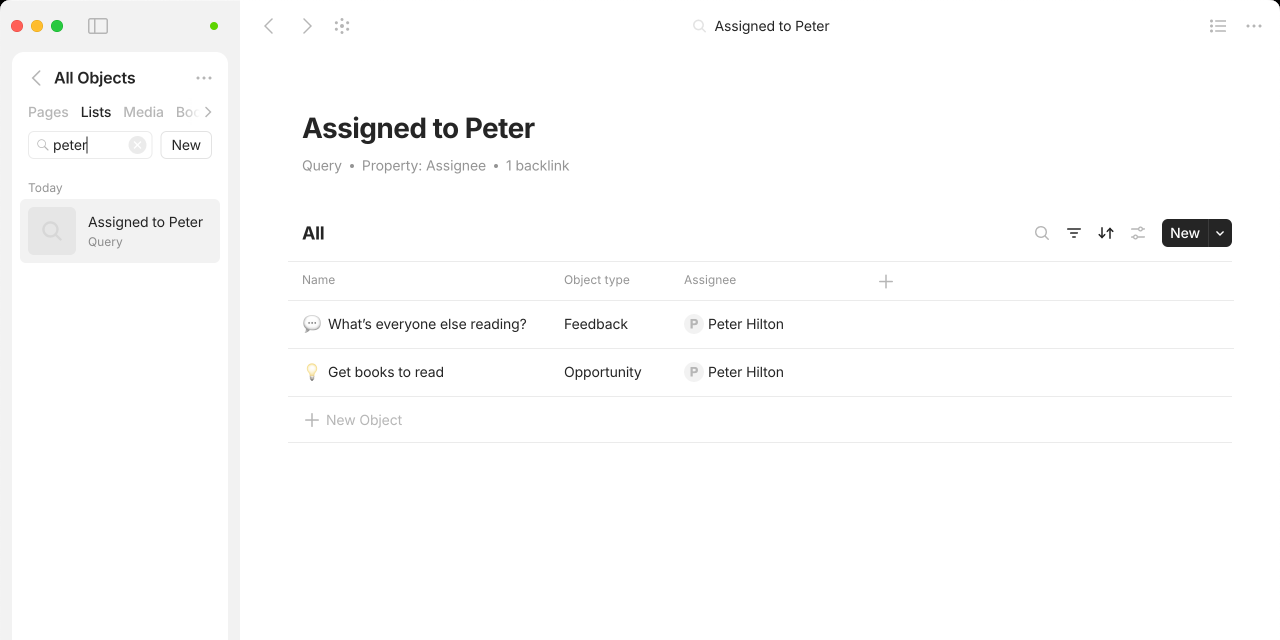 Assigned to Peter
All Objects
Pages Lists Media
peter New
Today
Assigned to Peter
Query
Assigned to Peter
Query • Property: Assignee • 1 backlink
All
New
Name Object type Assignee
What's everyone else reading? Feedback P Peter Hilton
Get books to read Opportunity P Peter Hilton
New Object